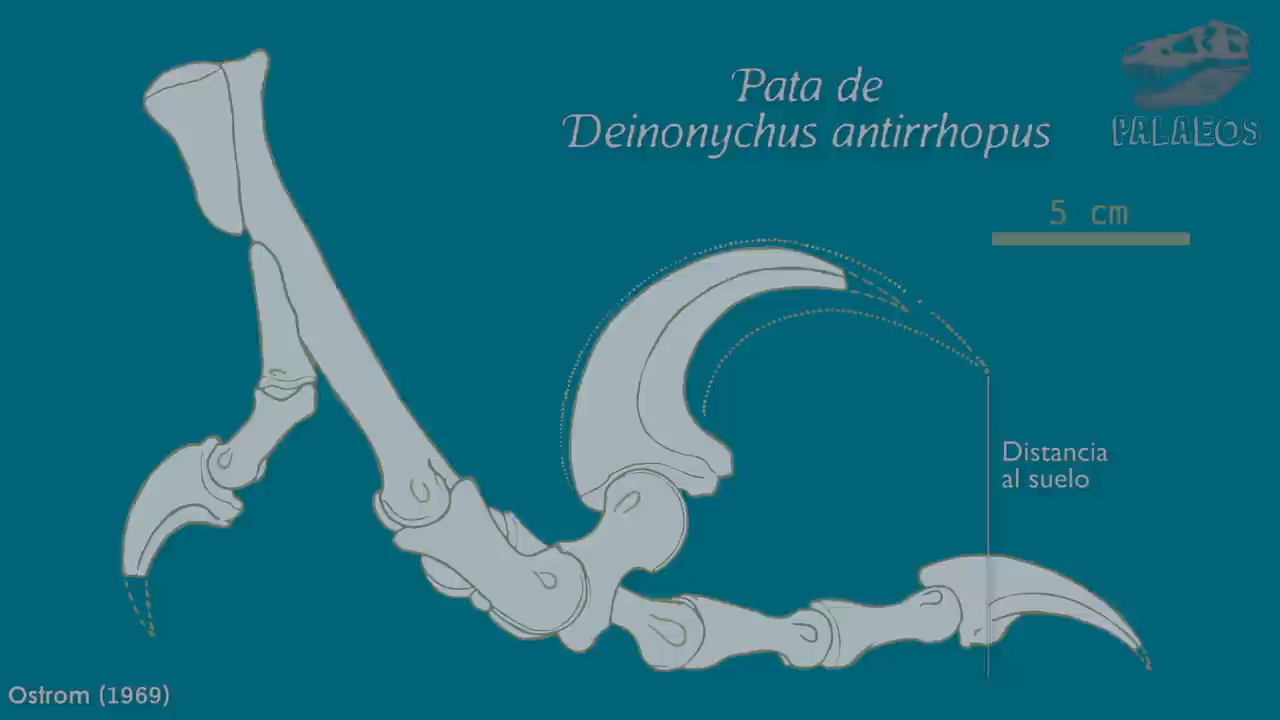 Pata de
Deinonychus antirrhopus
PALAEOS
5 cm
Distancia
al suelo
Ostrom (1969)